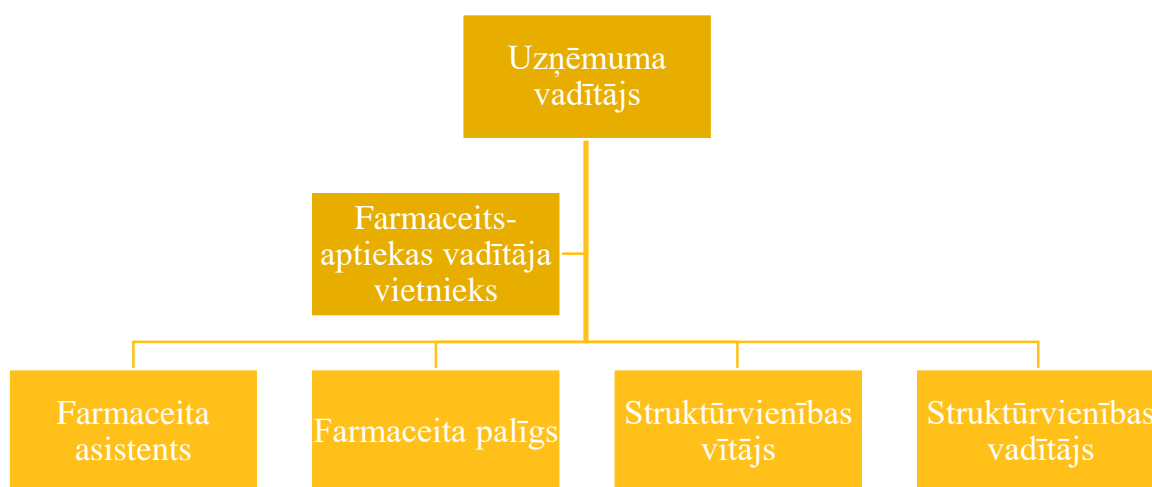 Uzņēmuma
vadītājs
Farmaceits-
aptiekas vadītāja
vietnieks
Farmaceita
asistents
Farmaceita palīgs
Struktūrvienības
vītājs
Struktūrvienības
vadītājs